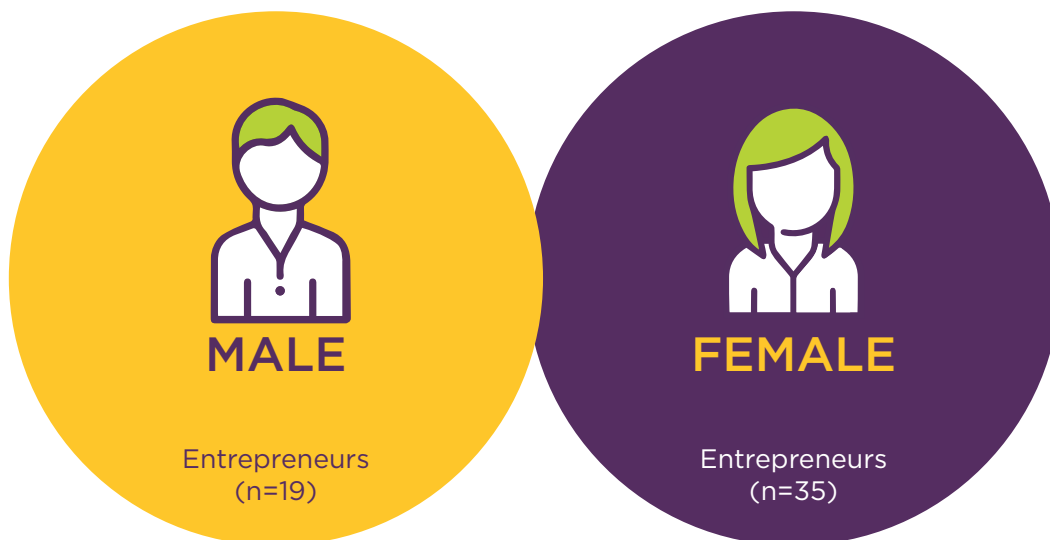 MALE
Entrepreneurs
(n=19)
FEMALE
Entrepreneurs
(n=35)